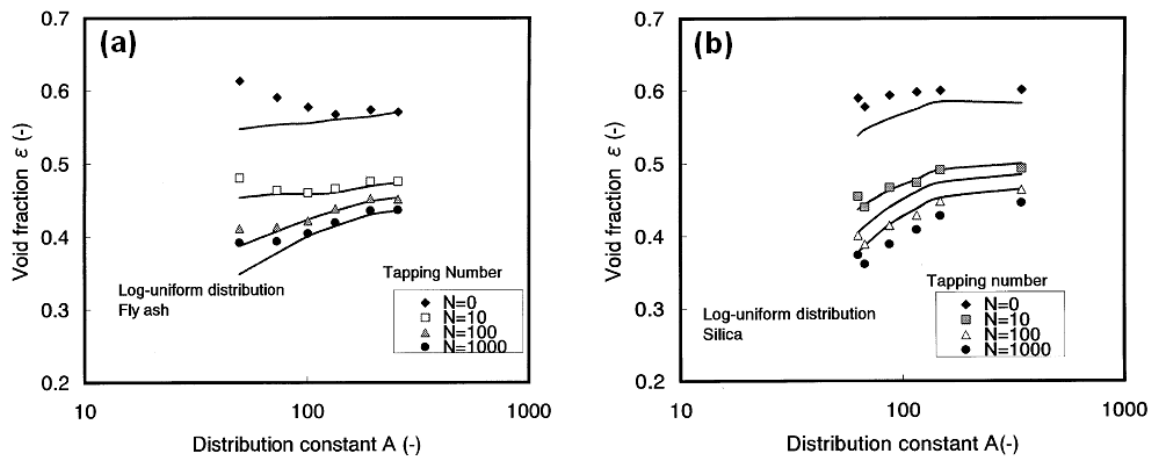 (a)
0.7
0.6
0.5
0.4
0.3
0.2
Void fraction ε (-)
Log-uniform distribution
Fly ash
Tapping Number
N=0
N=10
N=100
N=1000
10
100
1000
Distribution constant A (-)
(b)
0.7
0.6
0.5
0.4
0.3
0.2
Void fraction ε (-)
Log-uniform distribution
Silica
Tapping number
N=0
N=10
N=100
N=1000
10
100
1000
Distribution constant A(-)